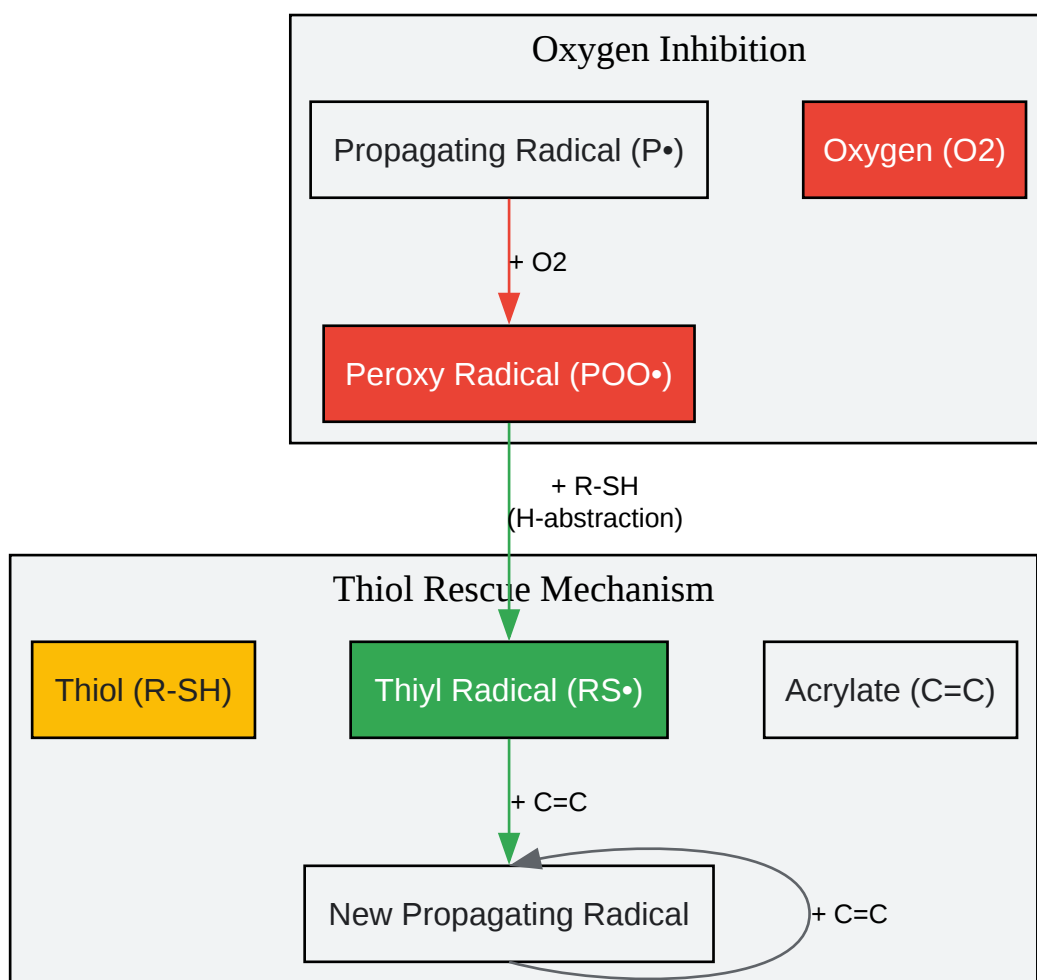 Oxygen Inhibition
Propagating Radical (P•)
Oxygen (O2)
+ O2
Peroxy Radical (POO•)
+ R-SH
(H-abstraction)
Thiol Rescue Mechanism
Thiol (R-SH)
Thiyl Radical (RS•)
Acrylate (C=C)
+ C=C
New Propagating Radical
+ C=C